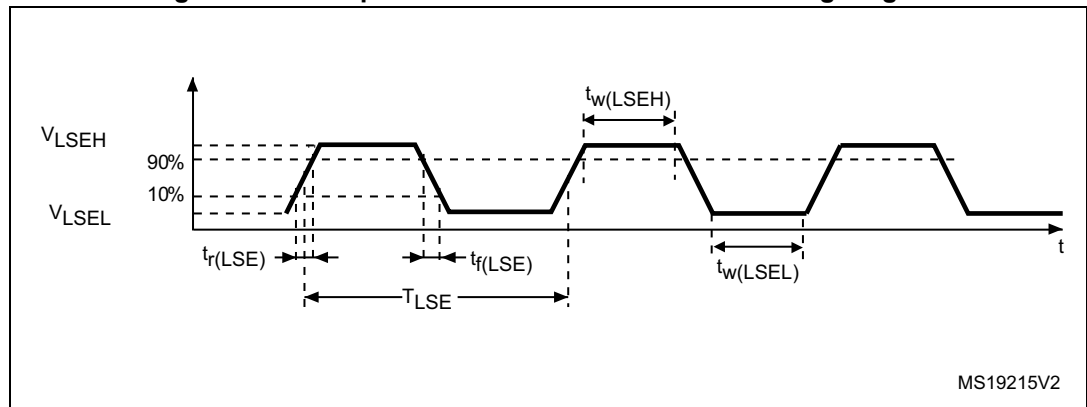 t_w(LSEH)
V_LSEH
90%
10%
V_LSEL
t_r(LSE)
t_f(LSE)
t_w(LSEL)
t
T_LSE
MS19215V2